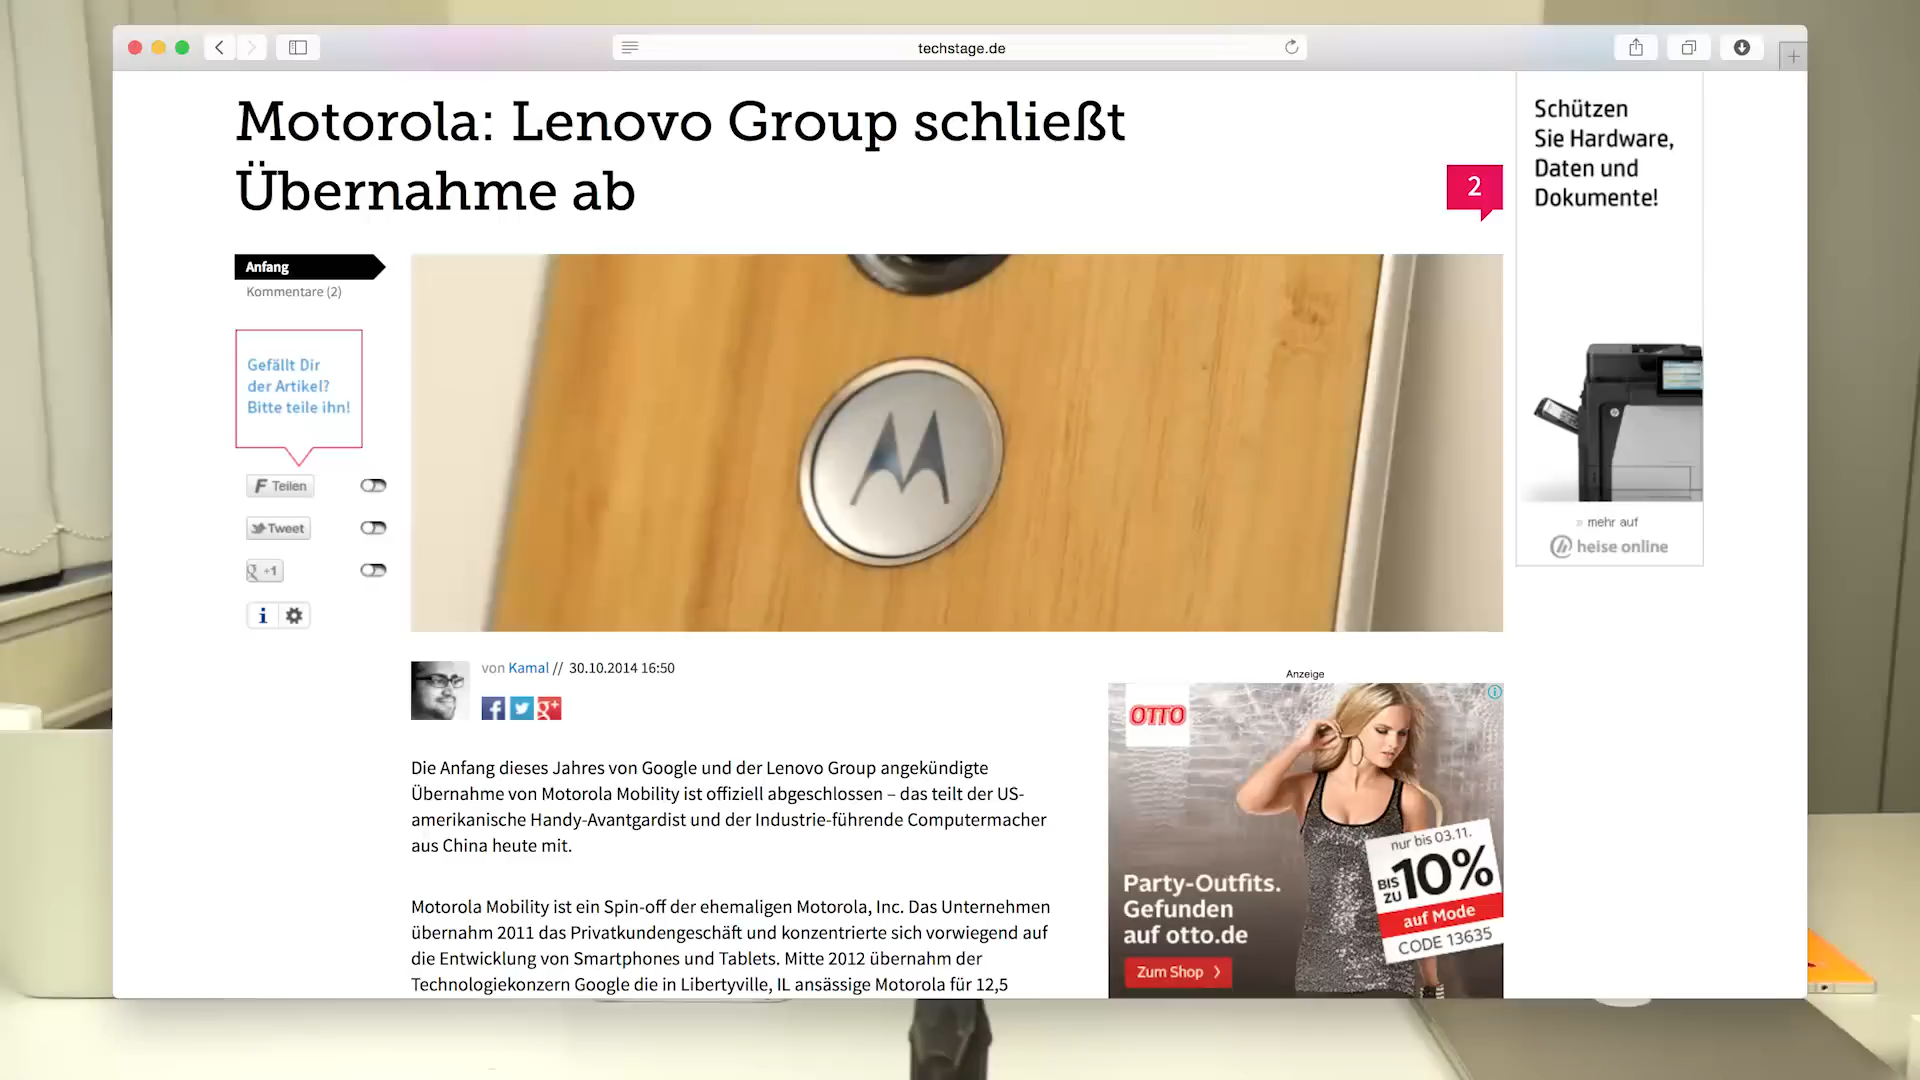 techstage.de
Motorola: Lenovo Group schließt
Übernahme ab
2
Anfang
Kommentare (2)
Gefällt Dir
der Artikel?
Bitte teile ihn!
Teilen
Tweet
+1
von Kamal // 30.10.2014 16:50
Die Anfang dieses Jahres von Google und der Lenovo Group angekündigte
Übernahme von Motorola Mobility ist offiziell abgeschlossen – das teilt der US-
amerikanische Handy-Avantgardist und der Industrie-führende Computermacher
aus China heute mit.
Motorola Mobility ist ein Spin-off der ehemaligen Motorola, Inc. Das Unternehmen
übernahm 2011 das Privatkundengeschäft und konzentrierte sich vorwiegend auf
die Entwicklung von Smartphones und Tablets. Mitte 2012 übernahm der
Technologiekonzern Google die in Libertyville, IL ansässige Motorola für 12,5
Anzeige
OTTO
Party-Outfits.
Gefunden
auf otto.de
Zum Shop
nur bis 03.11.
BIS ZU 10%
auf Mode
CODE 13635
Schützen
Sie Hardware,
Daten und
Dokumente!
» mehr auf
heise online